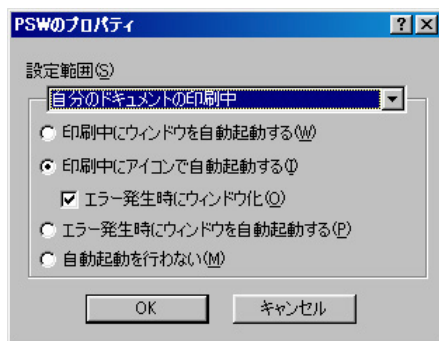 PSWのプロパティ
設定範囲(S)
自分のドキュメントの印刷中
印刷中にウィンドウを自動起動する(W)
印刷中にアイコンで自動起動する(I)
エラー発生時にウィンドウ化(O)
エラー発生時にウィンドウを自動起動する(P)
自動起動を行わない(M)
OK キャンセル